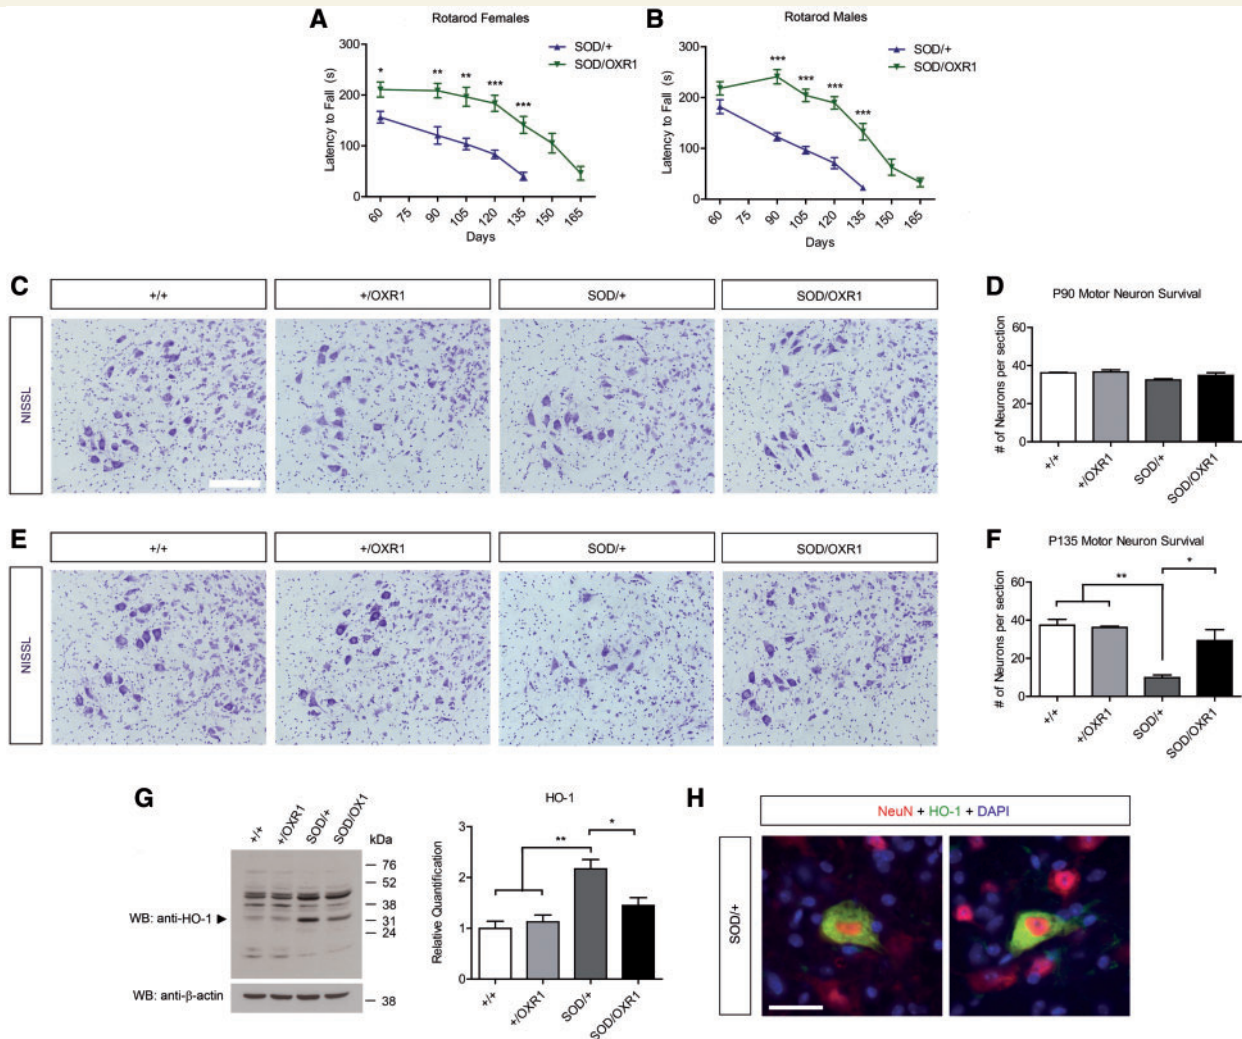 A
Rotarod Females
SOD/+
SOD/OXR1
Latency to Fall (s)
300
200
100
0
*
**
**
***
***
60
75
90
105
120
135
150
165
Days
B
Rotarod Males
SOD/+
SOD/OXR1
Latency to Fall (s)
300
200
100
0
***
***
***
***
60
75
90
105
120
135
150
165
Days
C
+/+
+/OXR1
SOD/+
SOD/OXR1
NISSL
D
P90 Motor Neuron Survival
# of Neurons per section
60
40
20
0
+/+
+/OXR1
SOD/+
SOD/OXR1
E
+/+
+/OXR1
SOD/+
SOD/OXR1
NISSL
F
P135 Motor Neuron Survival
# of Neurons per section
60
40
20
0
**
*
+/+
+/OXR1
SOD/+
SOD/OXR1
G
+/+
+/OXR1
SOD/+
SOD/OX1
kDa
76
52
38
31
24
WB: anti-HO-1
WB: anti-β-actin
38
HO-1
Relative Quantification
3
2
1
0
**
*
+/+
+/OXR1
SOD/+
SOD/OXR1
H
NeuN + HO-1 + DAPI
SOD/+